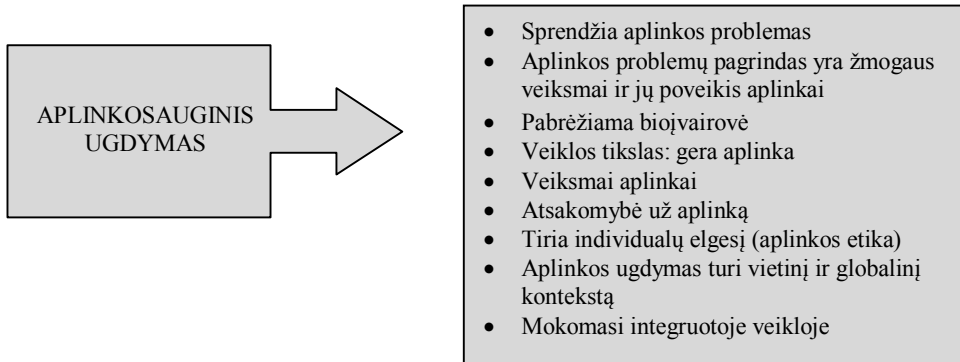 APLINKOSAUGINIS
UGDYMAS
• Sprendžia aplinkos problemas
• Aplinkos problemų pagrindas yra žmogaus
veiksmai ir jų poveikis aplinkai
• Pabrėžiama bioįvairovė
• Veiklos tikslas: gera aplinka
• Veiksmai aplinkai
• Atsakomybė už aplinką
• Tiria individualų elgesį (aplinkos etika)
• Aplinkos ugdymas turi vietinį ir globalinį
kontekstą
• Mokomasi integruotoje veikloje